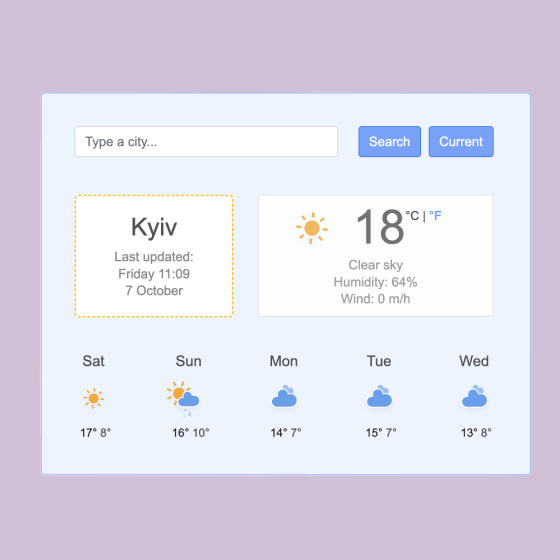 Type a city...
Search
Current
Kyiv
Last updated:
Friday 11:09
7 October
18 °C | °F
Clear sky
Humidity: 64%
Wind: 0 m/h
Sat Sun Mon Tue Wed
17° 8° 16° 10° 14° 7° 15° 7° 13° 8°